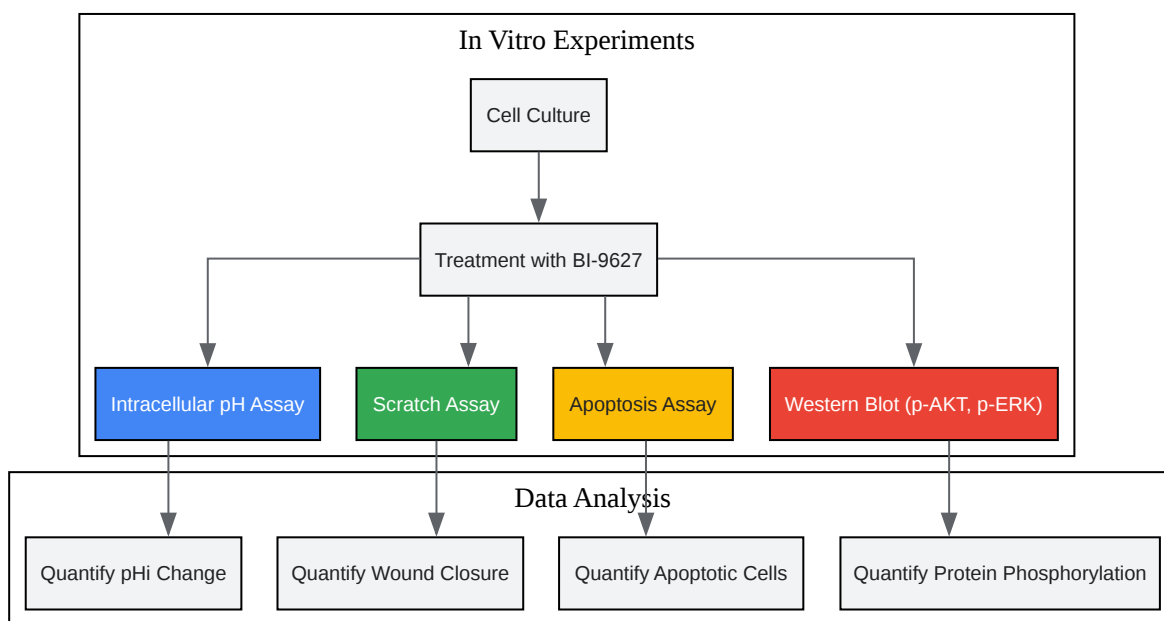 In Vitro Experiments
Cell Culture
Treatment with BI-9627
Intracellular pH Assay
Scratch Assay
Apoptosis Assay
Western Blot (p-AKT, p-ERK)
Data Analysis
Quantify pHi Change
Quantify Wound Closure
Quantify Apoptotic Cells
Quantify Protein Phosphorylation